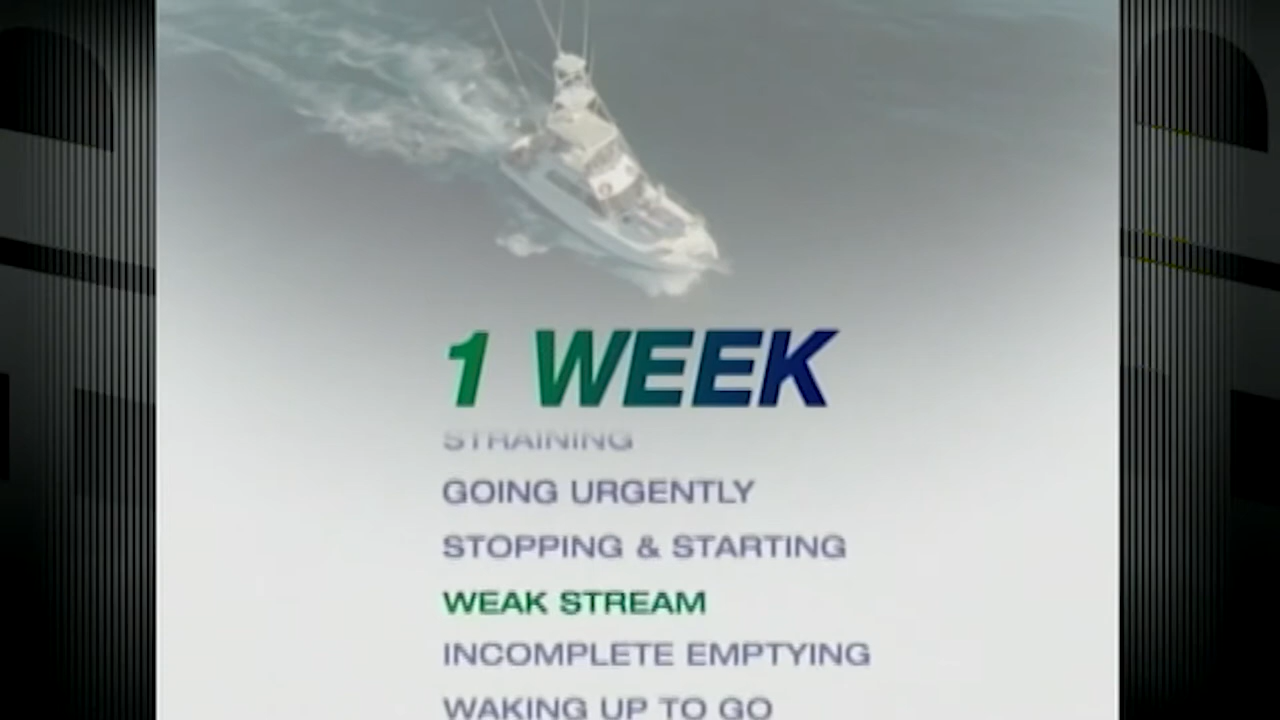 1 WEEK
STRAINING
GOING URGENTLY
STOPPING & STARTING
WEAK STREAM
INCOMPLETE EMPTYING
WAKING UP TO GO